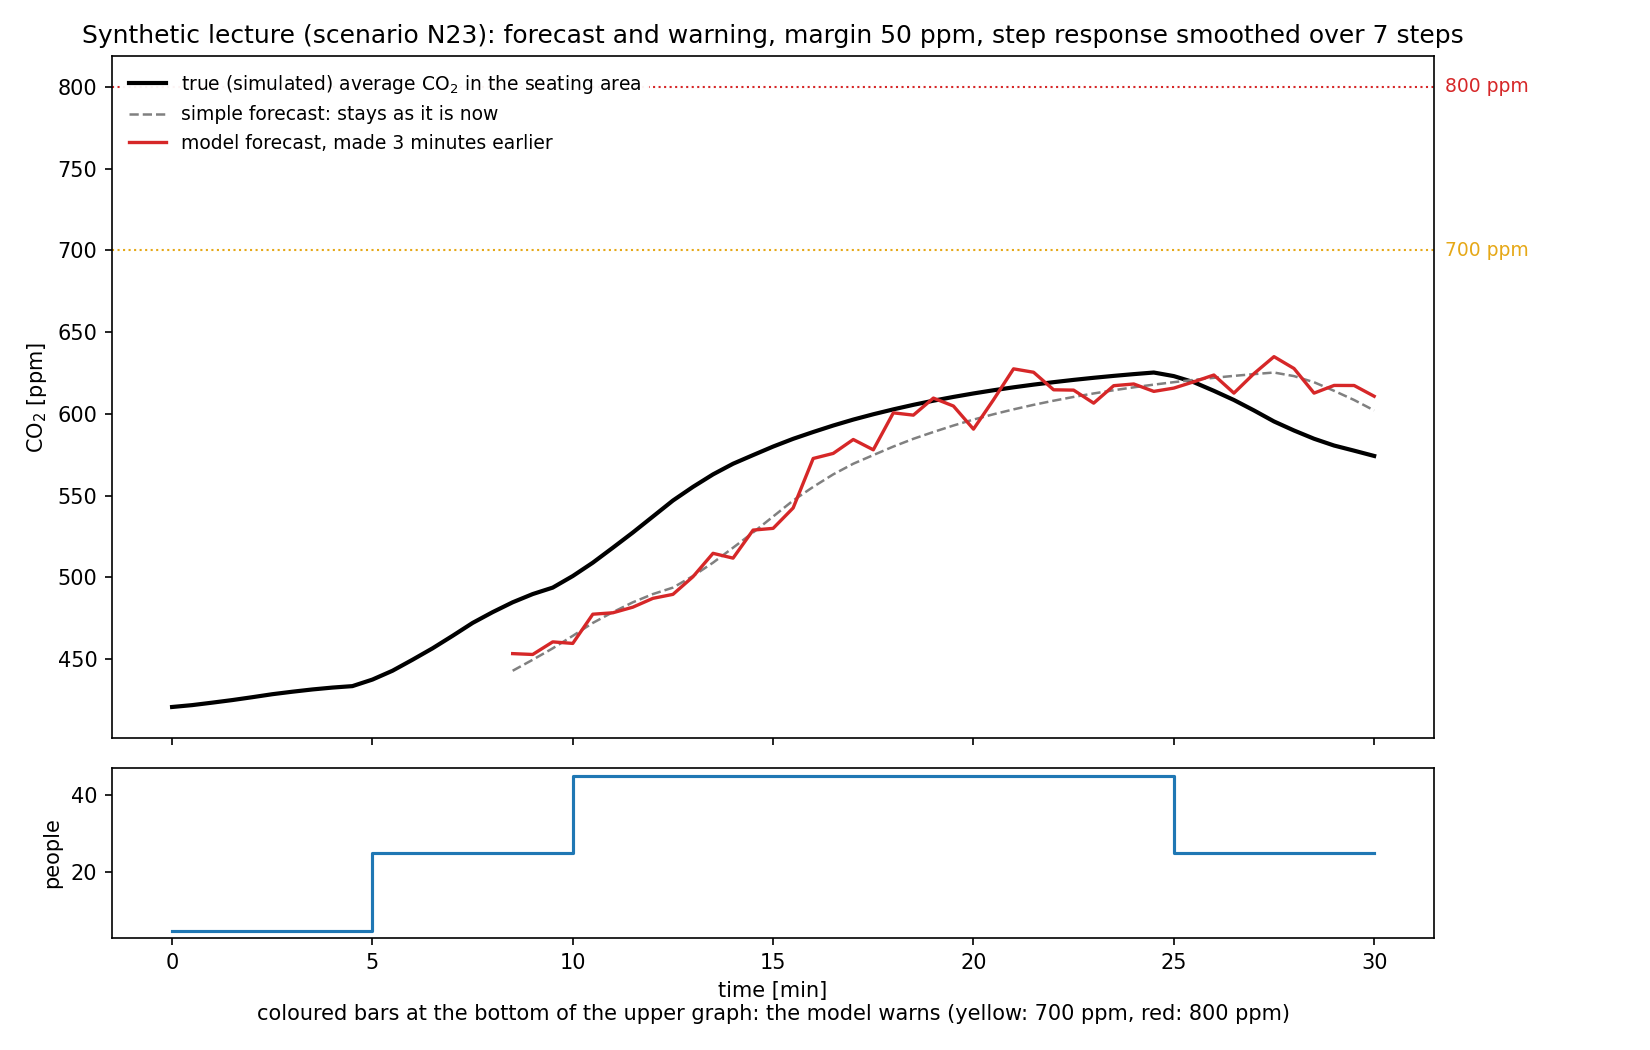 Synthetic lecture (scenario N23): forecast and warning, margin 50 ppm, step response smoothed over 7 steps
true (simulated) average CO₂ in the seating area
simple forecast: stays as it is now
model forecast, made 3 minutes earlier
800 ppm
700 ppm
CO₂ [ppm]
800
750
700
650
600
550
500
450
people
40
20
0 5 10 15 20 25 30
time [min]
coloured bars at the bottom of the upper graph: the model warns (yellow: 700 ppm, red: 800 ppm)